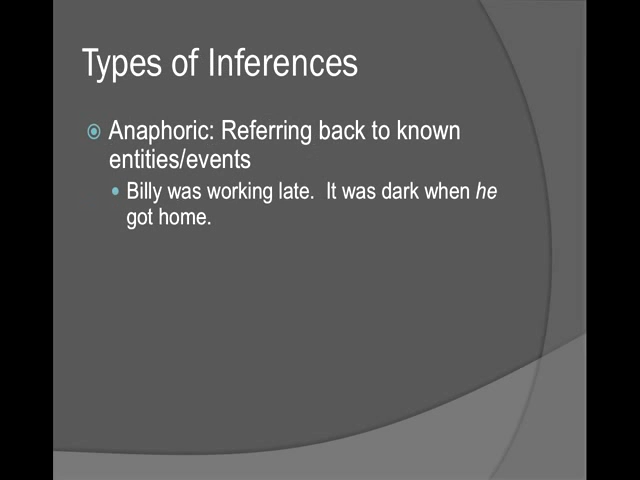 Types of Inferences
Anaphoric: Referring back to known
entities/events
Billy was working late.  It was dark when he
got home.